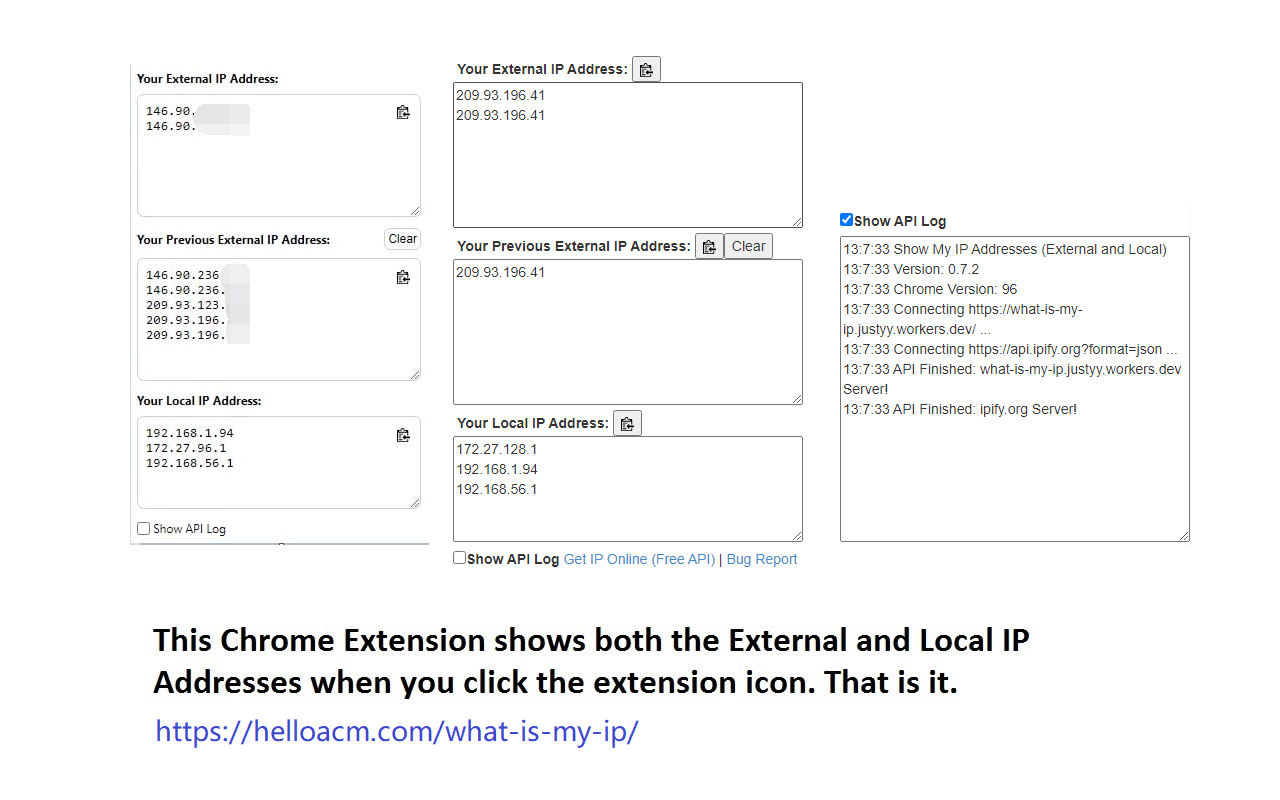 Your External IP Address:
146.90.
146.90.
Your Previous External IP Address:
Clear
146.90.236
146.90.236.
209.93.123.
209.93.196.
209.93.196.
Your Local IP Address:
192.168.1.94
172.27.96.1
192.168.56.1
Show API Log
Your External IP Address:
209.93.196.41
209.93.196.41
Your Previous External IP Address:
Clear
209.93.196.41
Your Local IP Address:
172.27.128.1
192.168.1.94
192.168.56.1
Show API Log Get IP Online (Free API) | Bug Report
Show API Log
13:7:33 Show My IP Addresses (External and Local)
13:7:33 Version: 0.7.2
13:7:33 Chrome Version: 96
13:7:33 Connecting https://what-is-my-
ip.justyy.workers.dev/ ...
13:7:33 Connecting https://api.ipify.org?format=json ...
13:7:33 API Finished: what-is-my-ip.justyy.workers.dev
Server!
13:7:33 API Finished: ipify.org Server!
This Chrome Extension shows both the External and Local IP
Addresses when you click the extension icon. That is it.
https://helloacm.com/what-is-my-ip/